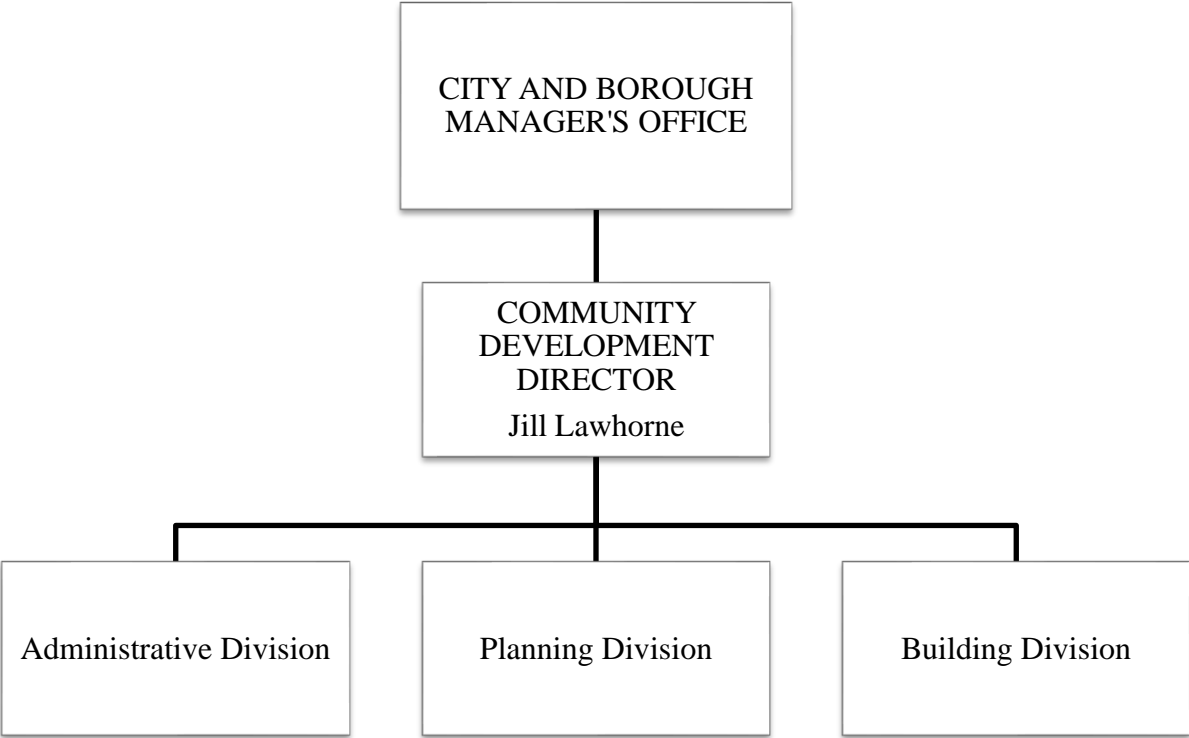 CITY AND BOROUGH
MANAGER'S OFFICE
COMMUNITY
DEVELOPMENT
DIRECTOR
Jill Lawhorne
Administrative Division
Planning Division
Building Division